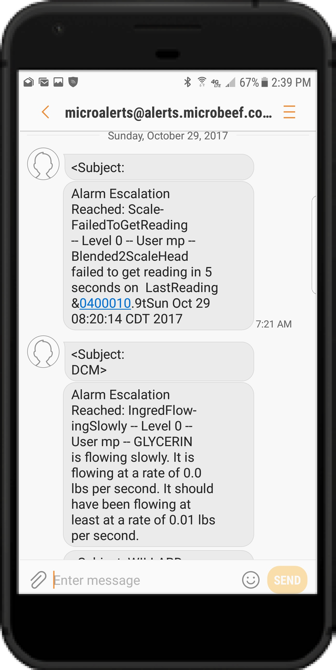 67% 2:39 PM
microalerts@alerts.microbeef.co...
Sunday, October 29, 2017
<Subject:
Alarm Escalation
Reached: Scale-
FailedToGetReading
-- Level 0 -- User mp --
Blended2ScaleHead
failed to get reading in 5
seconds on  LastReading
&0400010.9tSun Oct 29
08:20:14 CDT 2017
7:21 AM
<Subject:
DCM>
Alarm Escalation
Reached: IngredFlow-
ingSlowly -- Level 0 --
User mp -- GLYCERIN
is flowing slowly. It is
flowing at a rate of 0.0
lbs per second. It should
have been flowing at
least at a rate of 0.01 lbs
per second.
Enter message
SEND